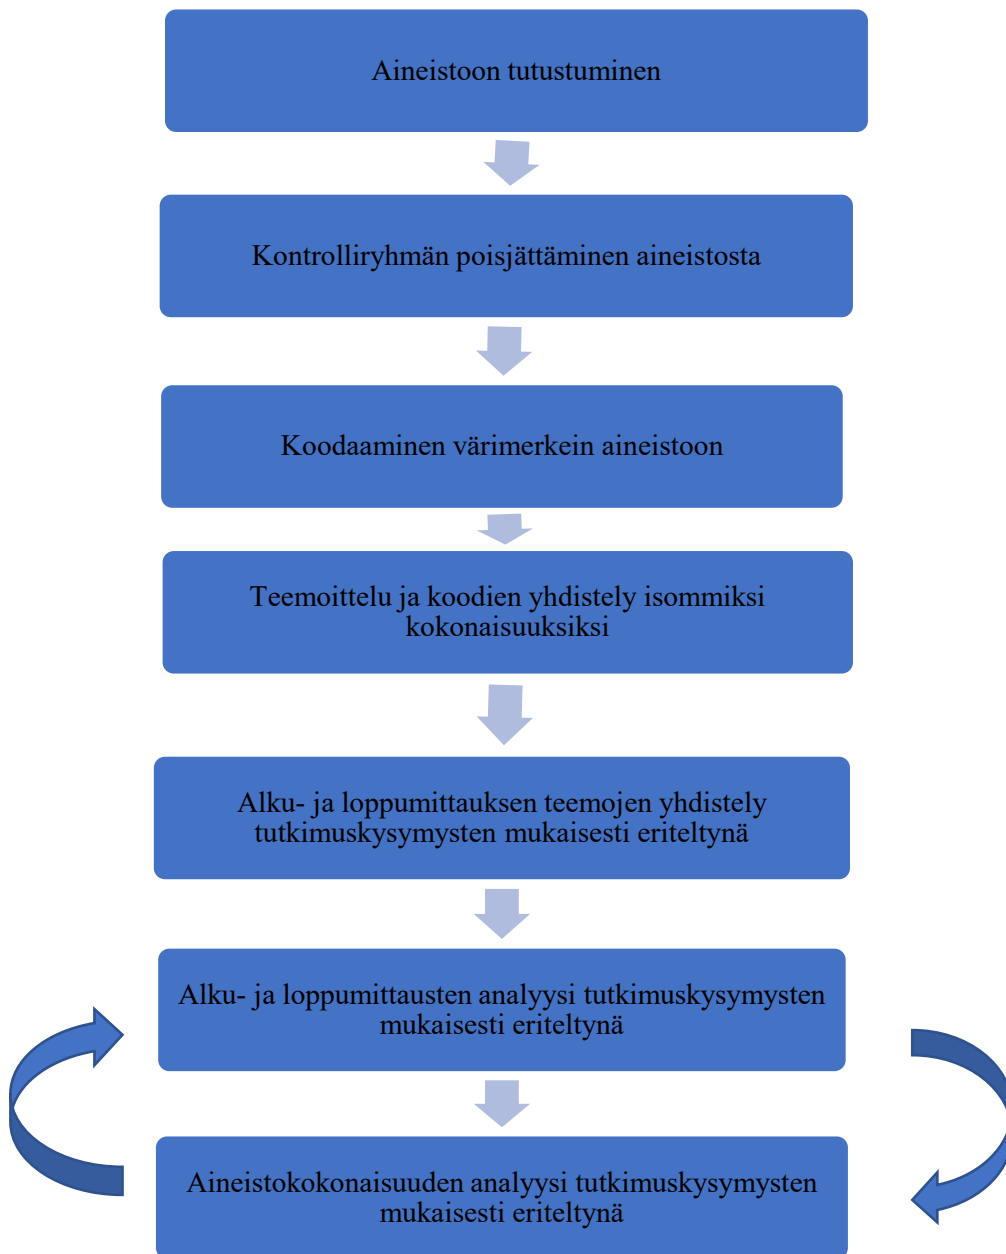 Aineistoon tutustuminen
Kontrolliryhmän poisjättäminen aineistosta
Koodaaminen värimerkein aineistoon
Teemoittelu ja koodien yhdistely isommiksi
kokonaisuuksiksi
Alku- ja loppumittauksen teemojen yhdistely
tutkimuskysymysten mukaisesti eriteltynä
Alku- ja loppumittausten analyysi tutkimuskysymysten
mukaisesti eriteltynä
Aineistokokonaisuuden analyysi tutkimuskysymysten
mukaisesti eriteltynä